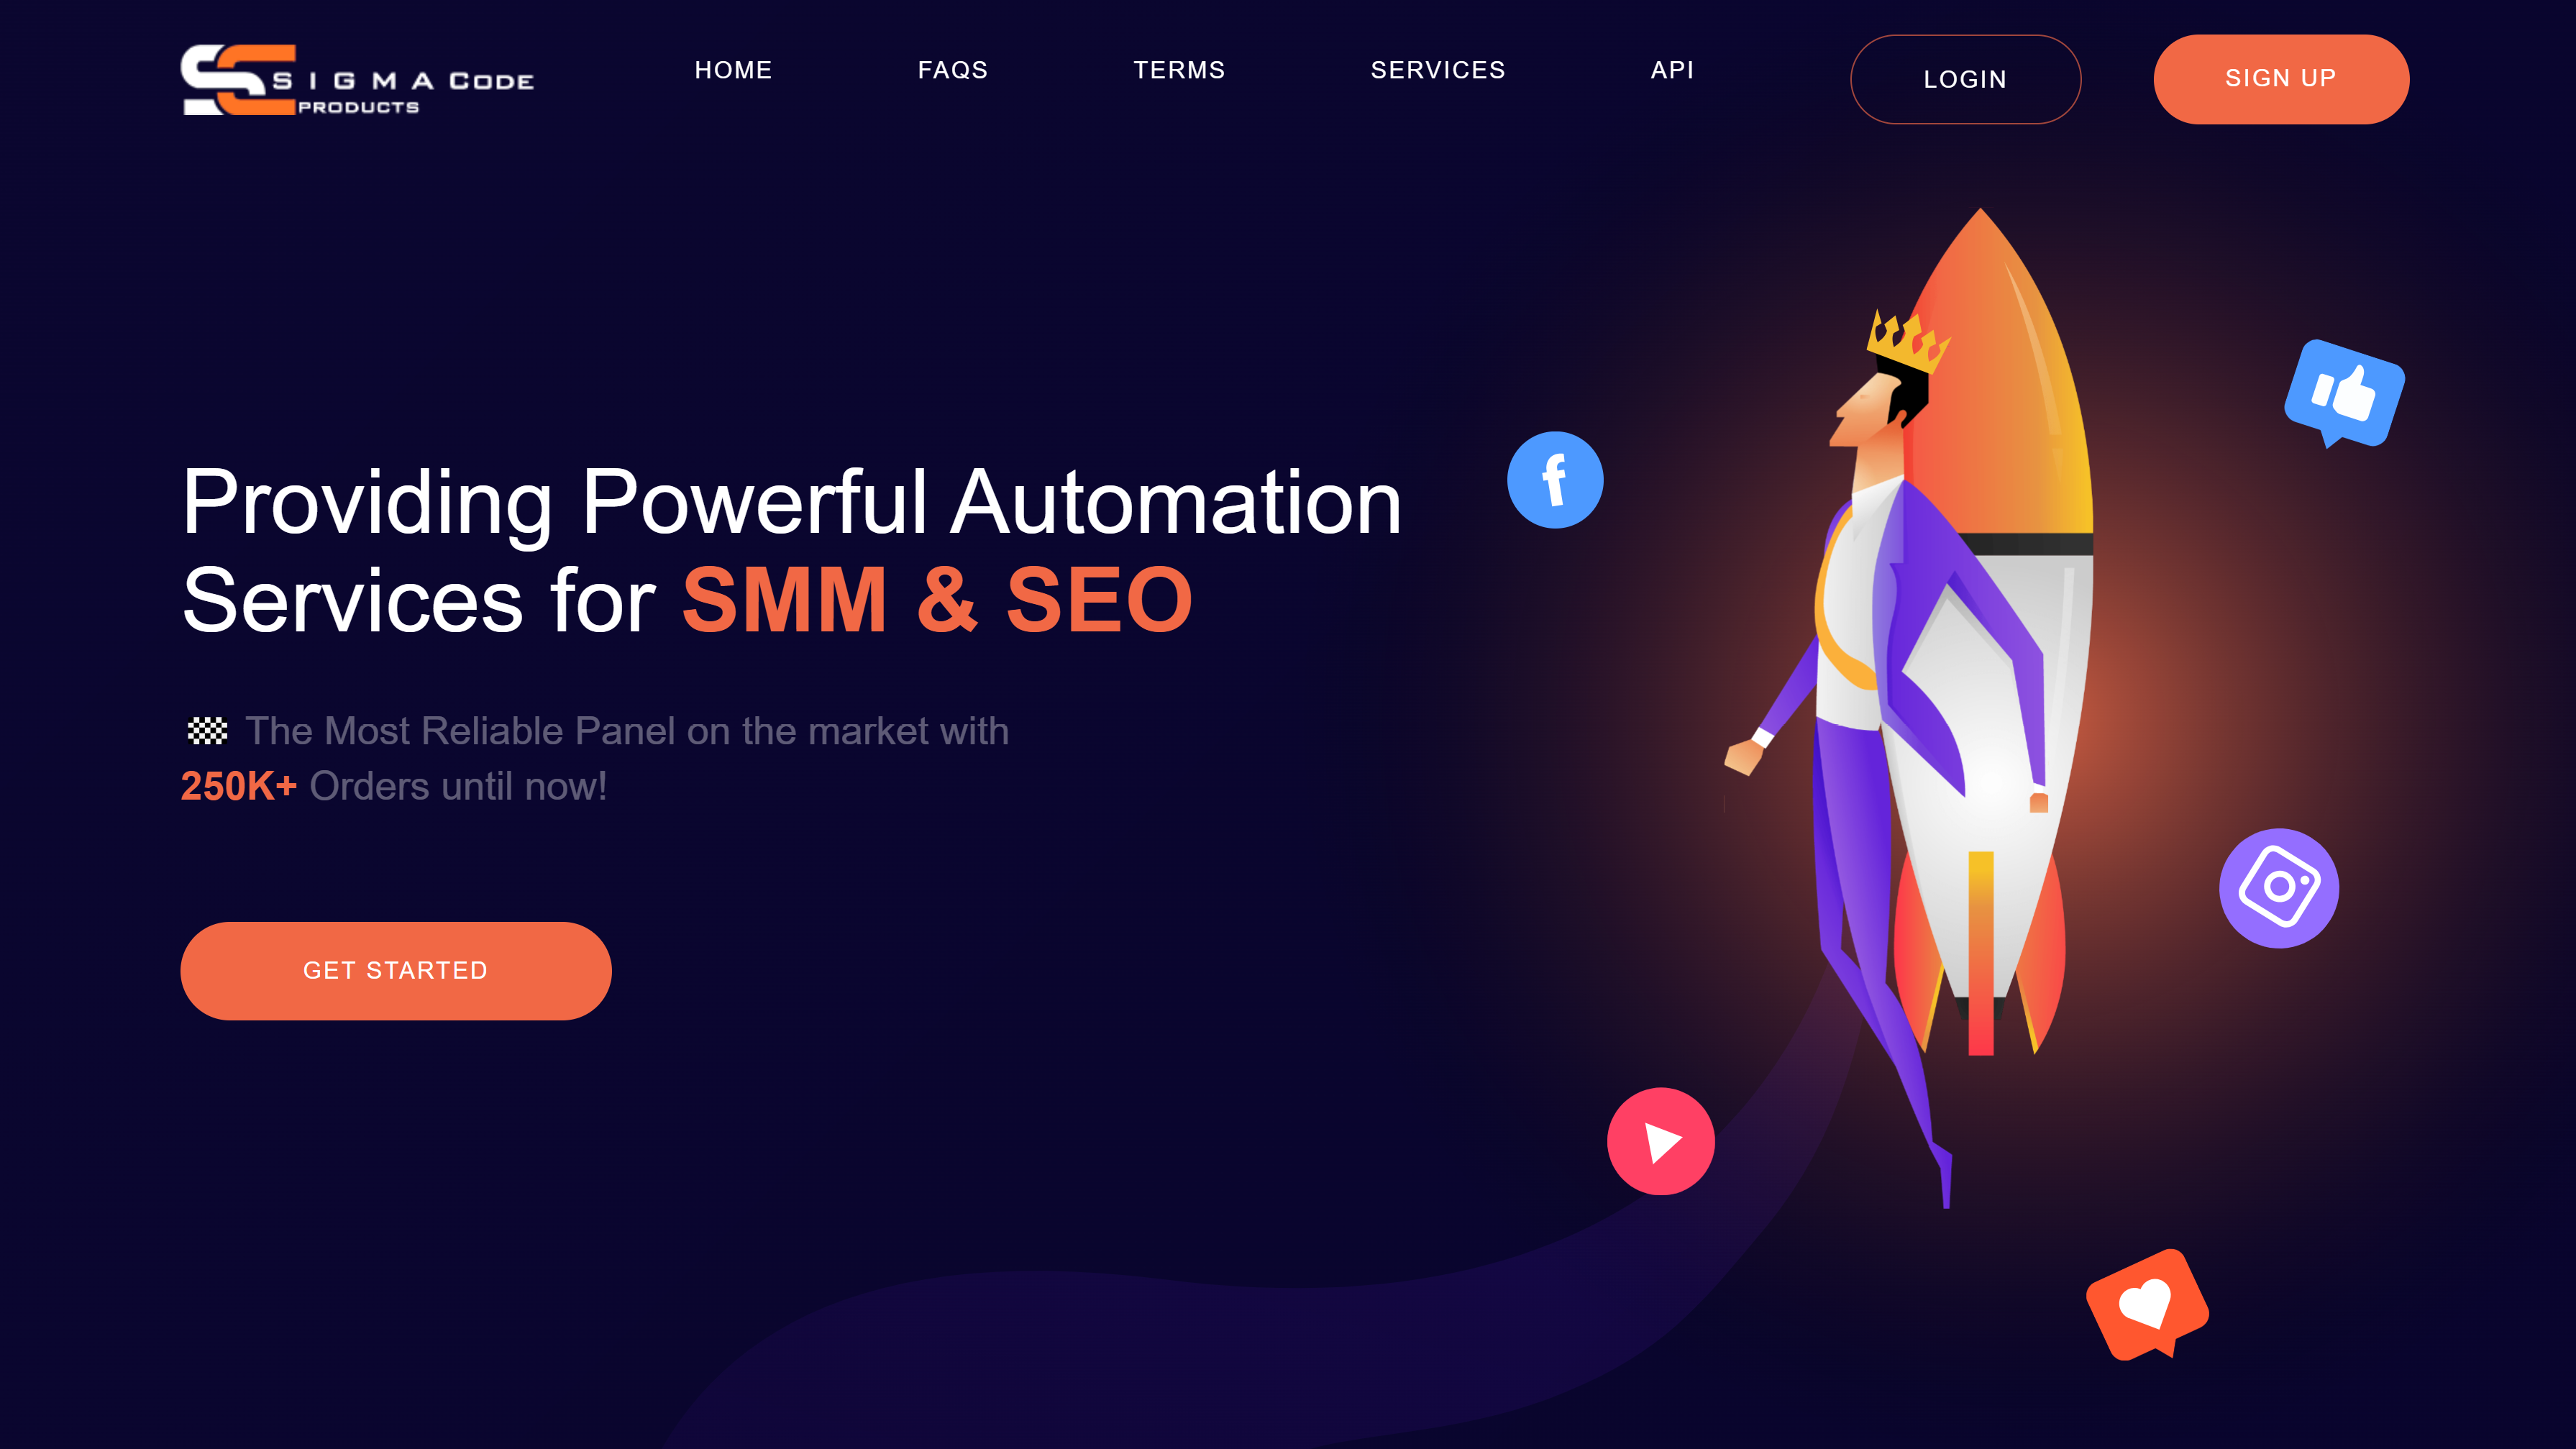 SIGMA CODE
PRODUCTS
HOME
FAQS
TERMS
SERVICES
API
LOGIN
SIGN UP
Providing Powerful Automation
Services for SMM & SEO
The Most Reliable Panel on the market with
250K+ Orders until now!
GET STARTED